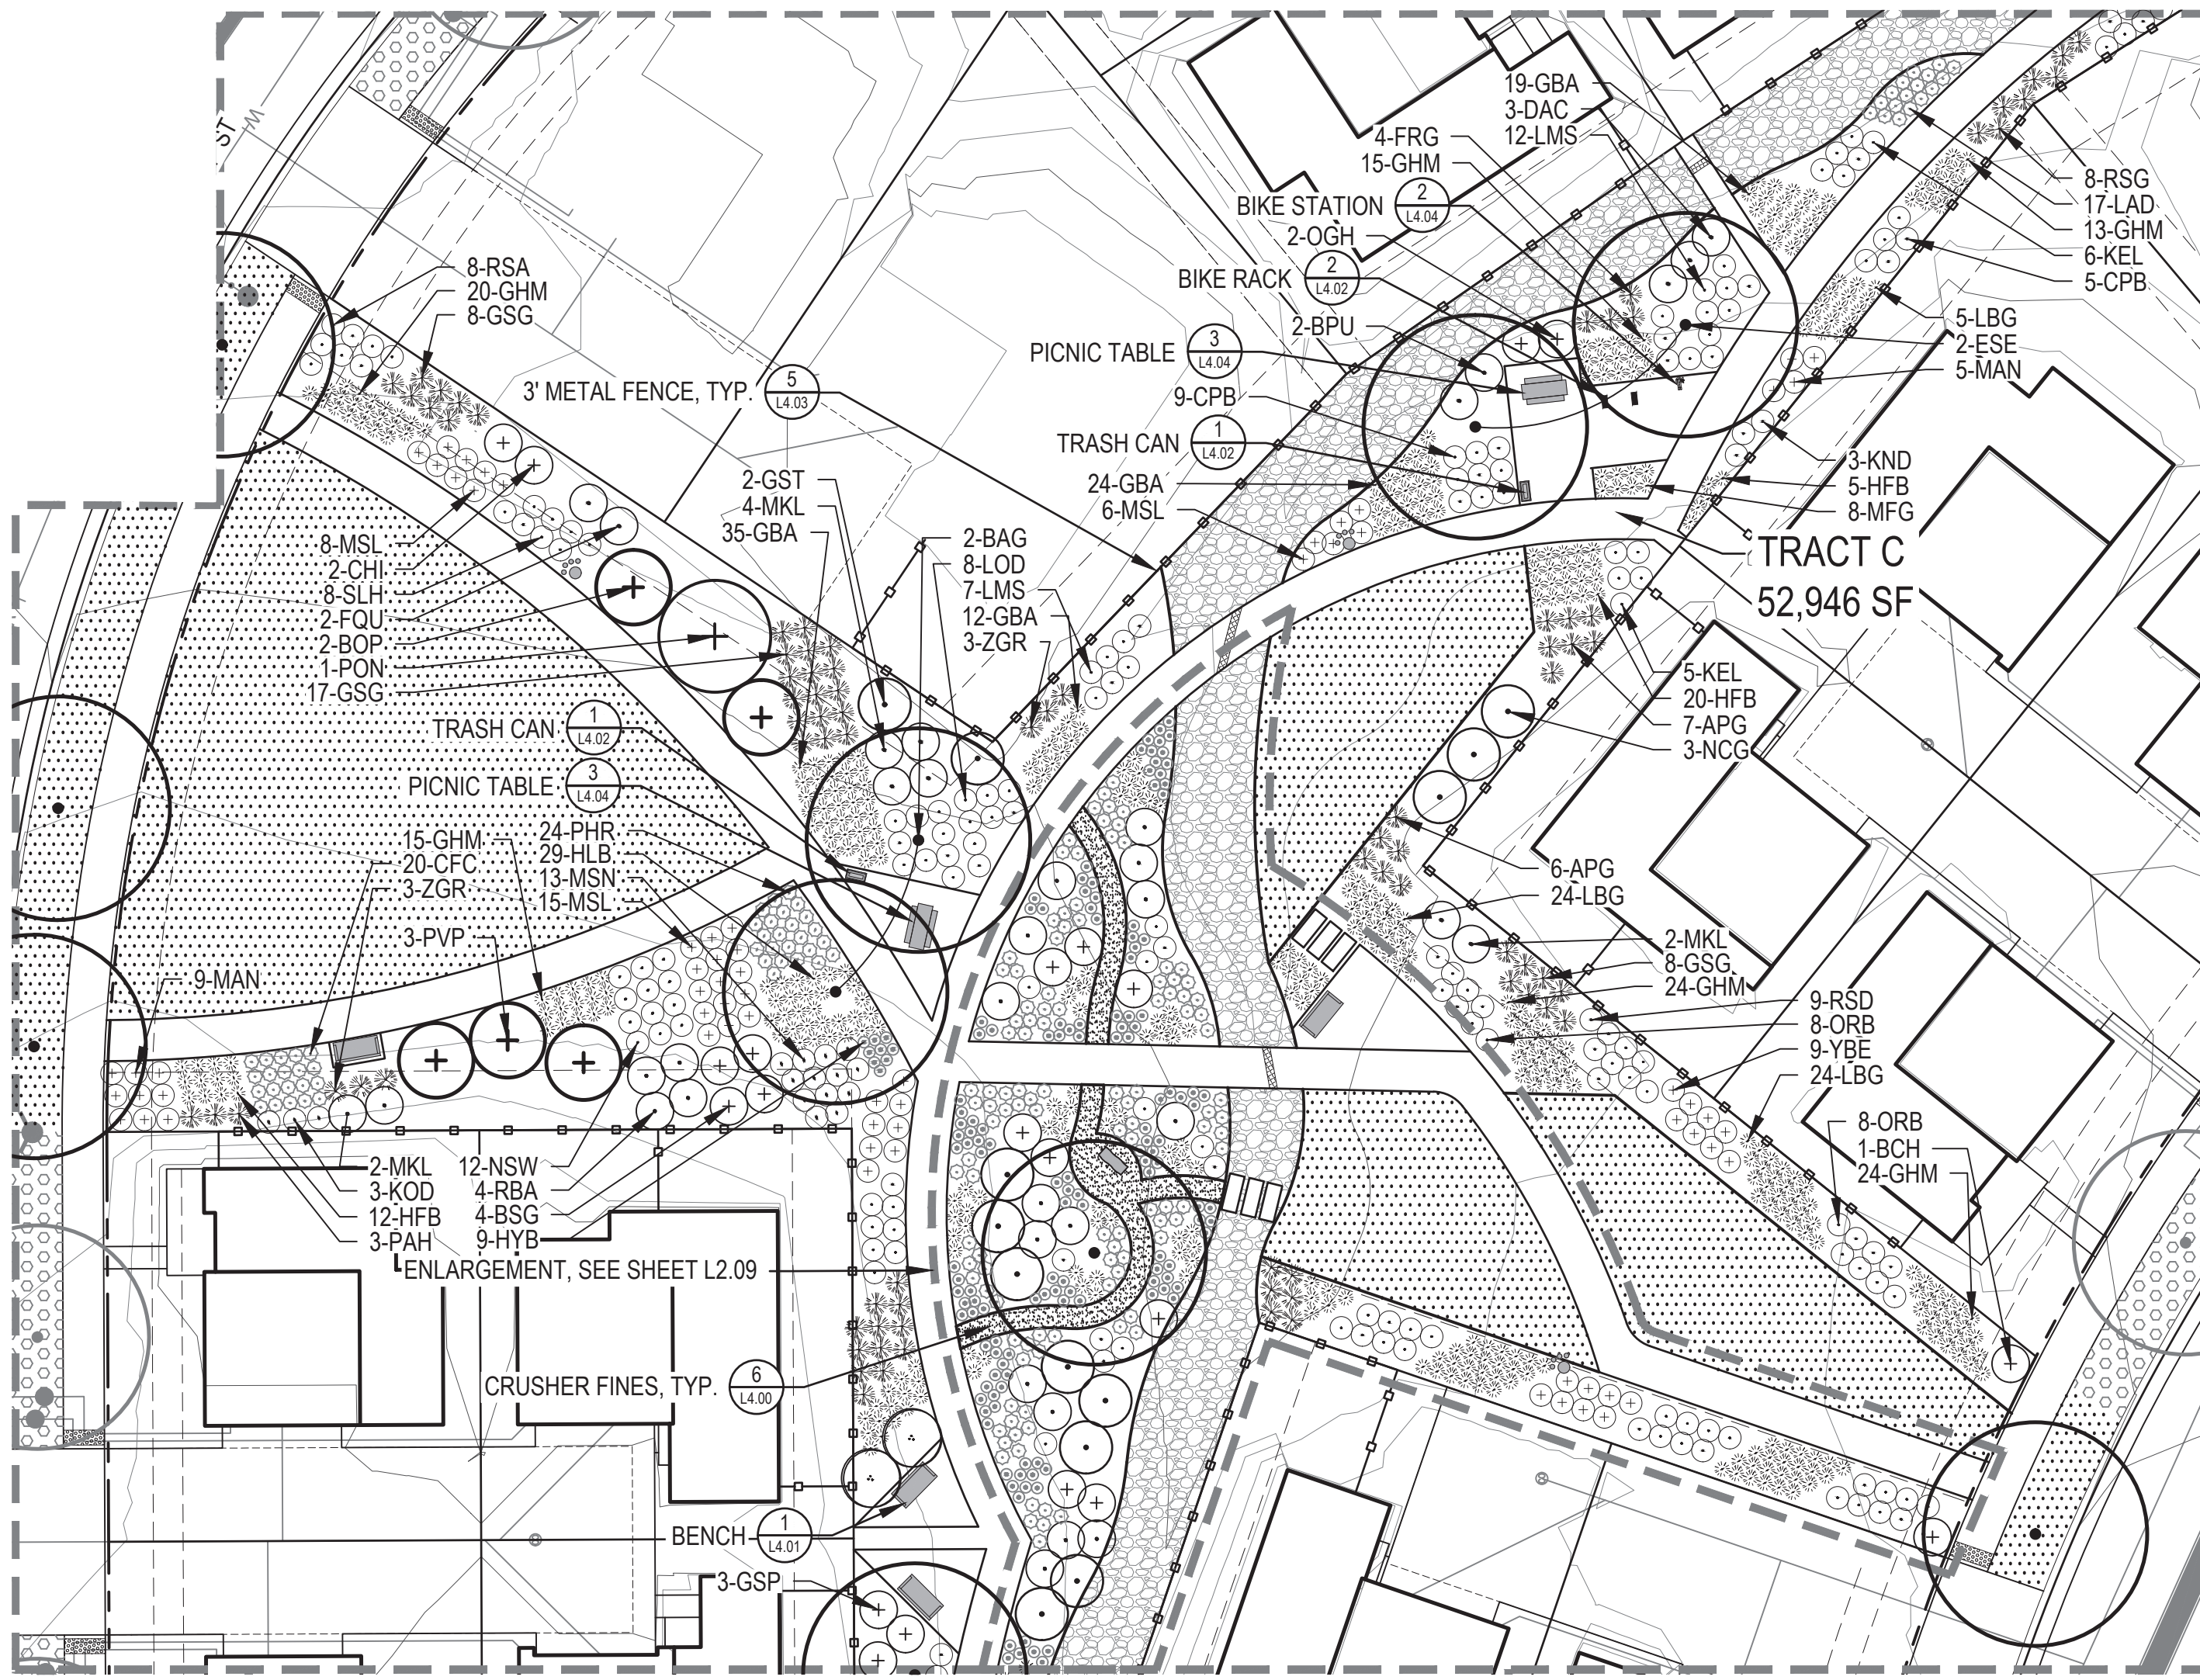 ST
W
19-GBA
3-DAC
12-LMS
4-FRG
15-GHM
BIKE STATION
2
L4.04
2-OGH
BIKE RACK
2
L4.02
2-BPU
PICNIC TABLE
3
L4.04
9-CPB
TRASH CAN
1
L4.02
24-GBA
6-MSL
8-RSG
17-LAD
13-GHM
6-KEL
5-CPB
5-LBG
2-ESE
5-MAN
3-KND
5-HFB
8-MFG
TRACT C
52,946 SF
8-RSA
20-GHM
8-GSG
3' METAL FENCE, TYP.
5
L4.03
2-GST
4-MKL
35-GBA
2-BAG
8-LOD
7-LMS
12-GBA
3-ZGR
8-MSL
2-CHI
8-SLH
2-FQU
2-BOP
1-PON
17-GSG
TRASH CAN
1
L4.02
PICNIC TABLE
3
L4.04
15-GHM
20-CFC
3-ZGR
24-PHR
29-HLB
13-MSN
15-MSL
3-PVP
9-MAN
5-KEL
20-HFB
7-APG
3-NCG
6-APG
24-LBG
2-MKL
8-GSG
24-GHM
9-RSD
8-ORB
9-YBE
24-LBG
8-ORB
1-BCH
24-GHM
2-MKL
3-KOD
12-HFB
3-PAH
12-NSW
4-RBA
4-BSG
9-HYB
ENLARGEMENT, SEE SHEET L2.09
CRUSHER FINES, TYP.
6
L4.00
BENCH
1
L4.01
3-GSP